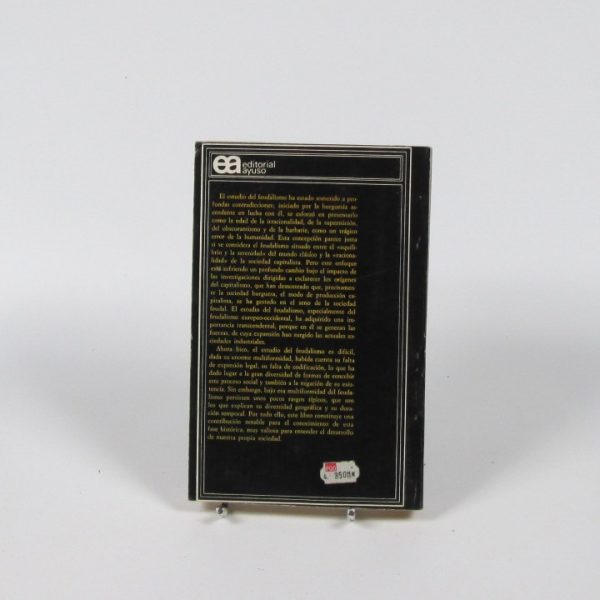 ea editorial
ayuso
El estudio del feudalismo ha estado sometido a pro-
fundas contradicciones; iniciado por la burguesía as-
cendente en lucha con él, se esforzó en presentarlo
como la edad de la irracionalidad, de la superstición,
del obscurantismo y de la barbarie, como un trágico
error de la humanidad. Esta concepción parece justa
si se considera el feudalismo situado entre el «equili-
brio y la serenidad» del mundo clásico y la «raciona-
lidad» de la sociedad capitalista. Pero este enfoque
está sufriendo un profundo cambio bajo el impacto de
las investigaciones dirigidas a esclarecer los orígenes
del capitalismo, que han demostrado que, precisamen-
te la sociedad burguesa, el modo de producción ca-
pitalista, se ha gestado en el seno de la sociedad
feudal. El estudio del feudalismo, especialmente del
feudalismo europeo-occidental, ha adquirido una im-
portancia transcendental, porque en él se generan las
fuerzas, de cuya expansión han surgido las actuales so-
ciedades industriales.
Ahora bien, el estudio del feudalismo es difícil,
dada su enorme multiformidad, habida cuenta su falta
de expresión legal, su falta de codificación, lo que ha
dado lugar a la gran diversidad de formas de concebir
este proceso social y también a la negación de su exis-
tencia. Sin embargo, bajo esa multiformidad del feuda-
lismo persisten unos pocos rasgos típicos, que son
los que explican su diversidad geográfica y su dura-
ción temporal. Por todo ello, este libro constituye una
contribución notable para el conocimiento de esta
fase histórica, muy valiosa para entender el desarrollo
de nuestra propia sociedad.